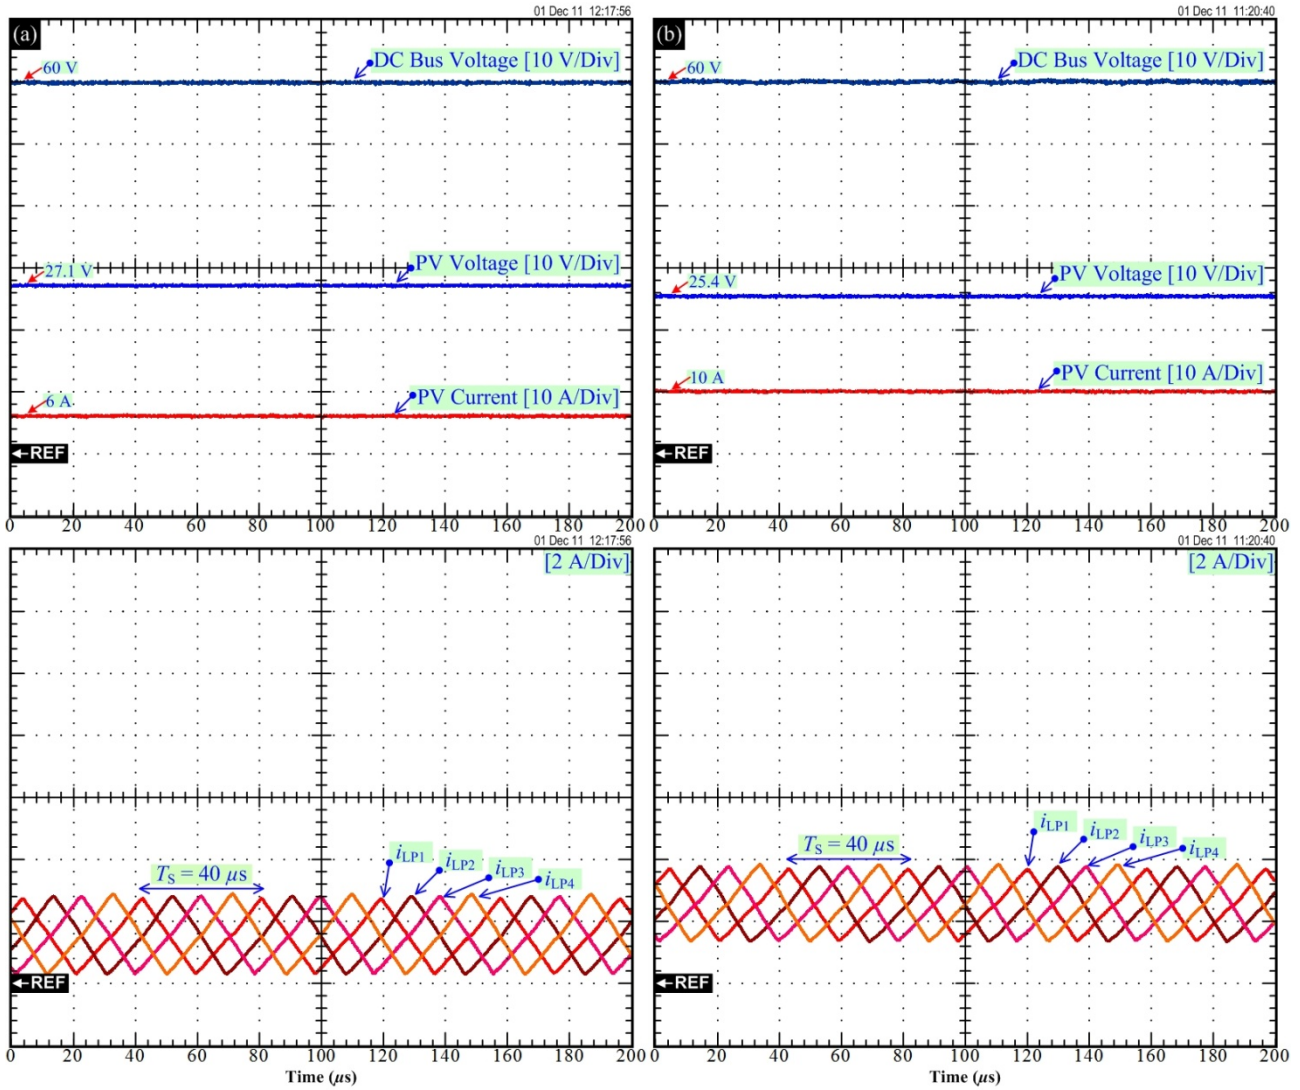 01 Dec 11 12:17:56
(a)
60 V
DC Bus Voltage [10 V/Div]
27.1 V
PV Voltage [10 V/Div]
6 A
PV Current [10 A/Div]
←REF
0 20 40 60 80 100 120 140 160 180 200
01 Dec 11 11:20:40
(b)
60 V
DC Bus Voltage [10 V/Div]
25.4 V
PV Voltage [10 V/Div]
10 A
PV Current [10 A/Div]
←REF
0 20 40 60 80 100 120 140 160 180 200
01 Dec 11 12:17:56
[2 A/Div]
iLP1
iLP2
iLP3
iLP4
TS = 40 µs
←REF
0 20 40 60 80 100 120 140 160 180 200
Time (µs)
01 Dec 11 11:20:40
[2 A/Div]
iLP1
iLP2
iLP3
iLP4
TS = 40 µs
←REF
0 20 40 60 80 100 120 140 160 180 200
Time (µs)